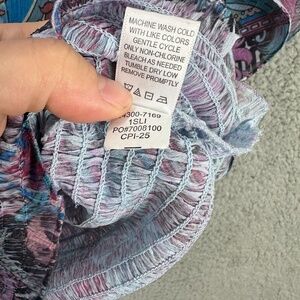 MACHINE WASH COLD
WITH LIKE COLORS
GENTLE CYCLE
ONLY NON-CHLORINE
BLEACH AS NEEDED
TUMBLE DRY LOW
REMOVE PROMPTLY
300-7169
1SLI
PO#7008100
CPI-25